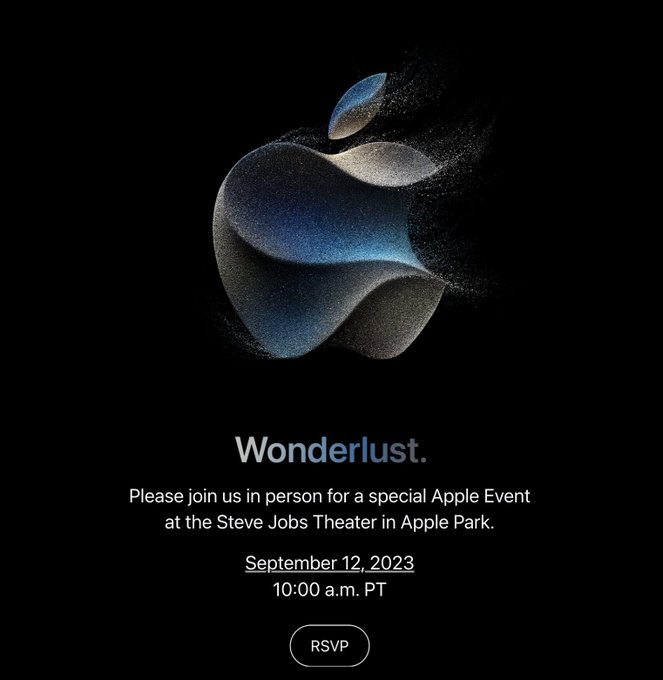 Wonderlust.
Please join us in person for a special Apple Event
at the Steve Jobs Theater in Apple Park.
September 12, 2023
10:00 a.m. PT
RSVP